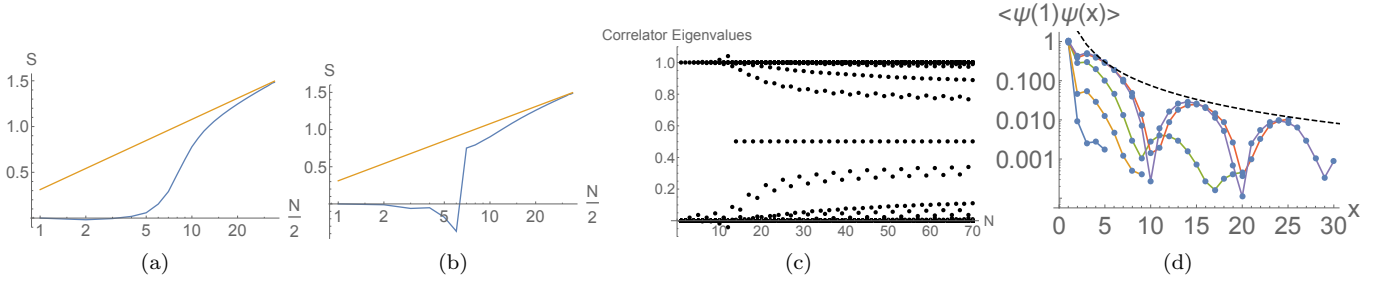 S
1.5
1.0
0.5
1 2 5 10 20
N
2
(a)
S
1.5
1.0
0.5
1 2 5 10 20
N
2
(b)
Correlator Eigenvalues
1.0
0.8
0.6
0.4
0.2
10 20 30 40 50 60 70
N
(c)
<ψ(1)ψ(x)>
1
0.100
0.010
0.001
0 5 10 15 20 25 30
x
(d)